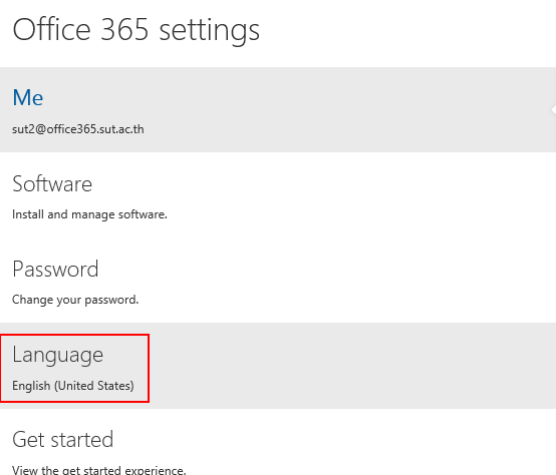 Office 365 settings
Me
sut2@office365.sut.ac.th
Software
Install and manage software.
Password
Change your password.
Language
English (United States)
Get started
View the get started experience.